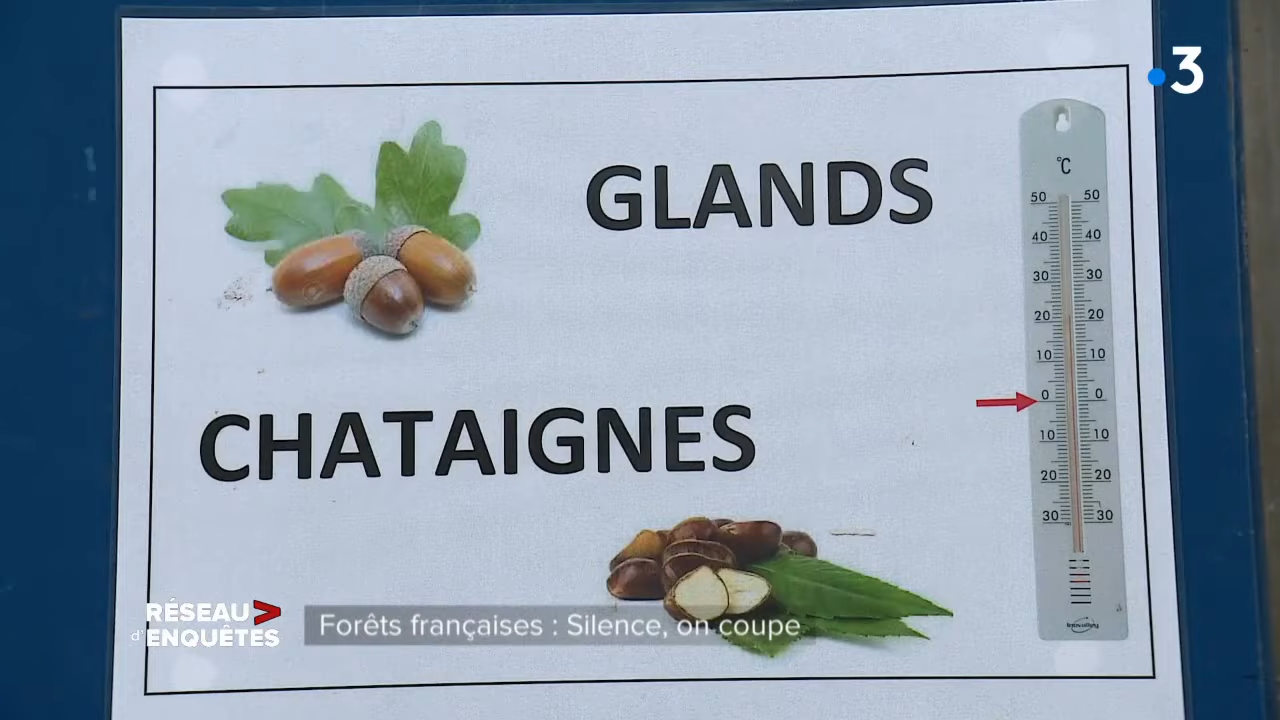 3
GLANDS
°C
50 50
40 40
30 30
20 20
10 10
0 0
10 10
20 20
30 30
CHATAIGNES
RÉSEAU
d'ENQUÊTES
Forêts françaises : Silence, on coupe